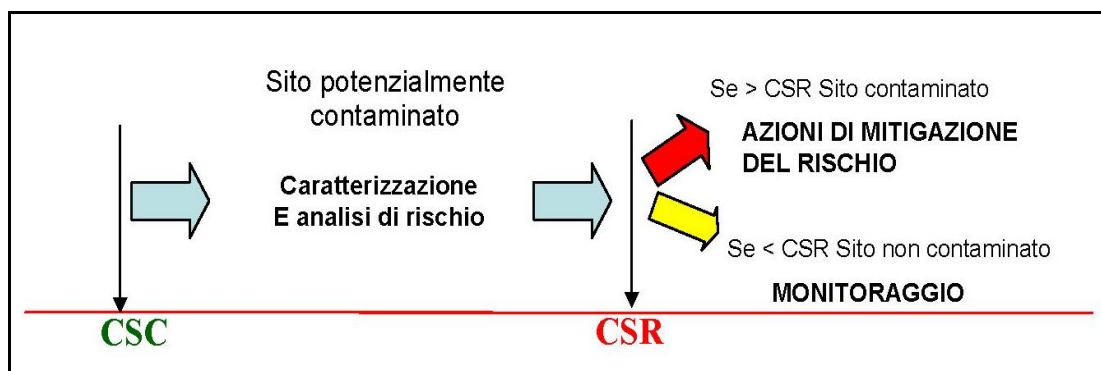 Sito potenzialmente
contaminato
Caratterizzazione
E analisi di rischio
Se > CSR Sito contaminato
AZIONI DI MITIGAZIONE
DEL RISCHIO
Se < CSR Sito non contaminato
MONITORAGGIO
CSC
CSR